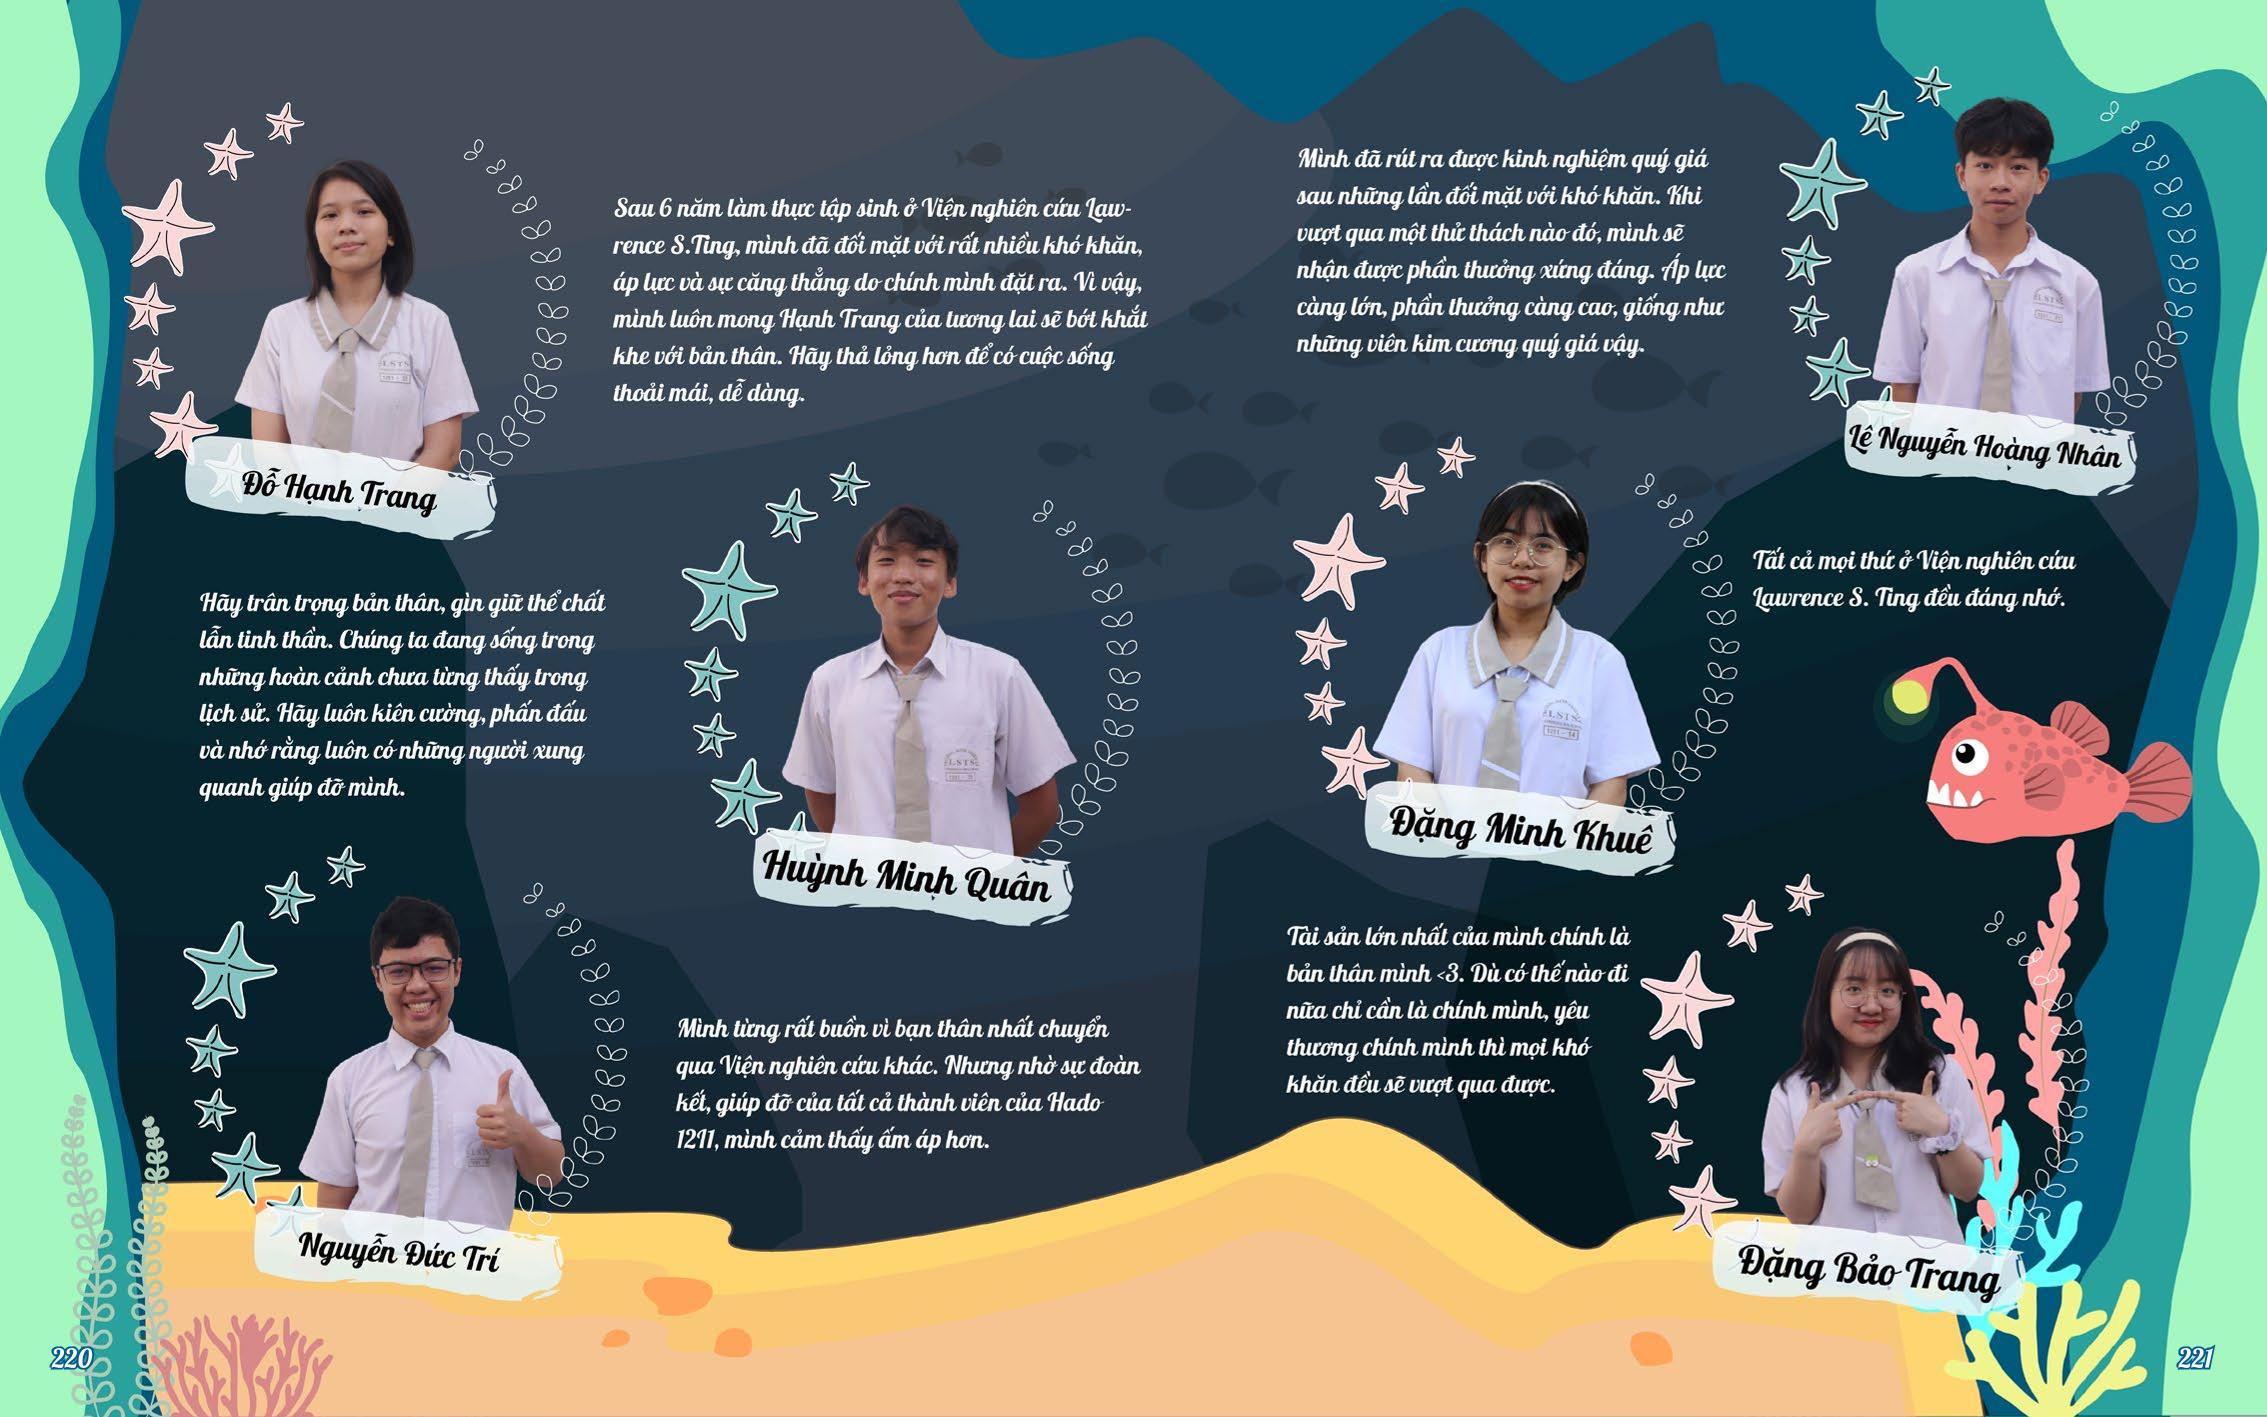 Sau 6 năm làm thực tập sinh ở Viện nghiên cứu Law-
rence S.Ting, mình đã đối mặt với rất nhiều khó khăn,
áp lực và sự căng thẳng do chính mình đặt ra. Vì vậy,
mình luôn mong Hạnh Trang của tương lai sẽ bớt khắt
khe với bản thân. Hãy thả lỏng hơn để có cuộc sống
thoải mái, dễ dàng.
LSTS
Đỗ Hạnh Trang
Hãy trân trọng bản thân, gìn giữ thể chất
lẫn tinh thần. Chúng ta đang sống trong
những hoàn cảnh chưa từng thấy trong
lịch sử. Hãy luôn kiên cường, phấn đấu
và nhớ rằng luôn có những người xung
quanh giúp đỡ mình.
LSTS
Huỳnh Minh Quân
Mình từng rất buồn vì bạn thân nhất chuyển
qua Viện nghiên cứu khác. Nhưng nhờ sự đoàn
kết, giúp đỡ của tất cả thành viên của Hado
12I1, mình cảm thấy ấm áp hơn.
LSTS
Nguyễn Đức Trí
220
Mình đã rút ra được kinh nghiệm quý giá
sau những lần đối mặt với khó khăn. Khi
vượt qua một thử thách nào đó, mình sẽ
nhận được phần thưởng xứng đáng. Áp lực
càng lớn, phần thưởng càng cao, giống như
những viên kim cương quý giá vậy.
LSTS
Lê Nguyễn Hoàng Nhân
Tất cả mọi thứ ở Viện nghiên cứu
Lawrence S. Ting đều đáng nhớ.
LSTS
12I1 - 14
Đặng Minh Khuê
Tài sản lớn nhất của mình chính là
bản thân mình <3. Dù có thế nào đi
nữa chỉ cần là chính mình, yêu
thương chính mình thì mọi khó
khăn đều sẽ vượt qua được.
Đặng Bảo Trang
221